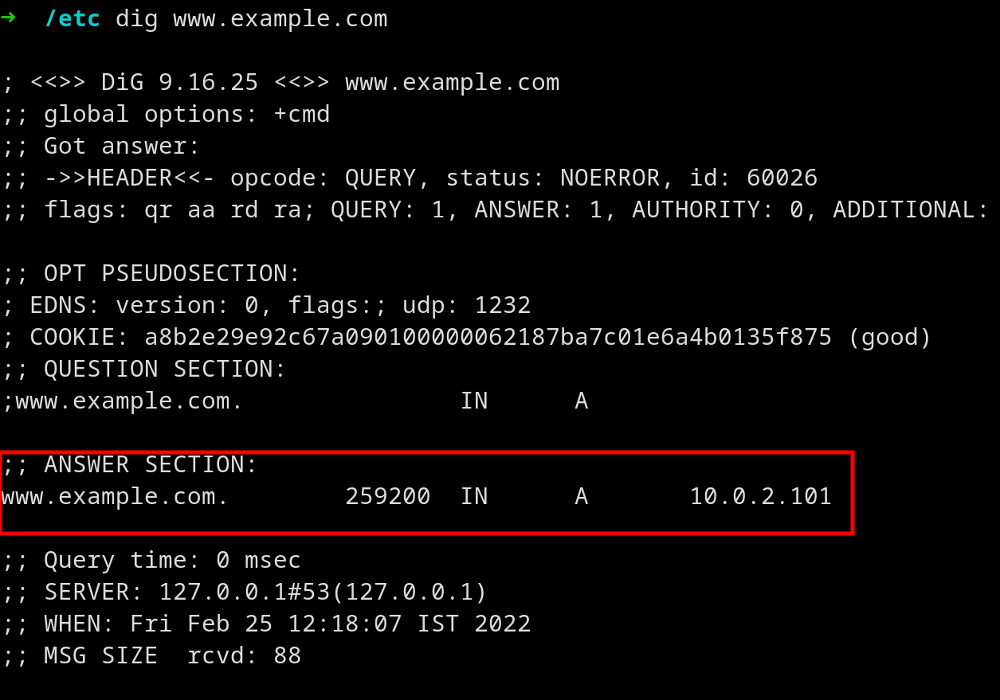 ➜  /etc dig www.example.com
; <<>> DiG 9.16.25 <<>> www.example.com
;; global options: +cmd
;; Got answer:
;; ->>HEADER<<- opcode: QUERY, status: NOERROR, id: 60026
;; flags: qr aa rd ra; QUERY: 1, ANSWER: 1, AUTHORITY: 0, ADDITIONAL:
;; OPT PSEUDOSECTION:
; EDNS: version: 0, flags:; udp: 1232
; COOKIE: a8b2e29e92c67a090100000062187ba7c01e6a4b0135f875 (good)
;; QUESTION SECTION:
;www.example.com.               IN      A
;; ANSWER SECTION:
www.example.com.        259200  IN      A       10.0.2.101
;; Query time: 0 msec
;; SERVER: 127.0.0.1#53(127.0.0.1)
;; WHEN: Fri Feb 25 12:18:07 IST 2022
;; MSG SIZE  rcvd: 88